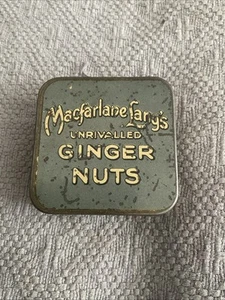 Macfarlane Lang's
UNRIVALLED
GINGER
NUTS